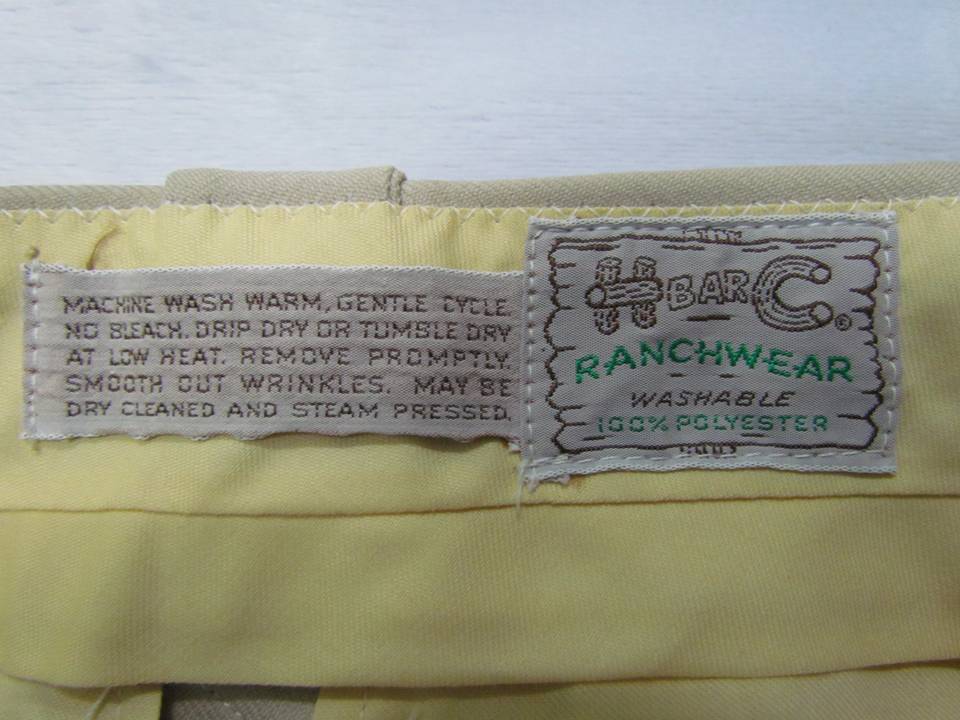 MACHINE WASH WARM, GENTLE CYCLE.
NO BLEACH. DRIP DRY OR TUMBLE DRY
AT LOW HEAT. REMOVE PROMPTLY.
SMOOTH OUT WRINKLES. MAY BE
DRY CLEANED AND STEAM PRESSED.
H BAR C®
RANCHWEAR
WASHABLE
100% POLYESTER